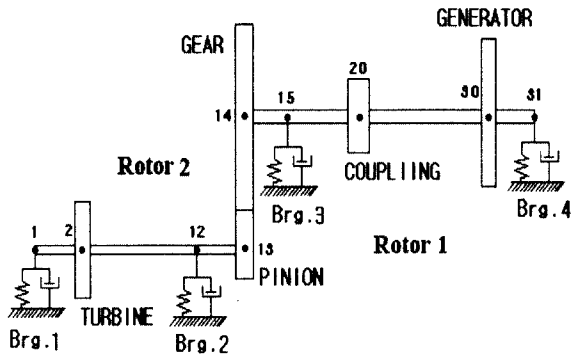 GENERATOR
GEAR
20
30
31
15
14
Rotor 2
COUPLIING
Brg.3
Brg.4
1
2
12
Rotor 1
13
PINION
TURBINE
Brg.1
Brg.2